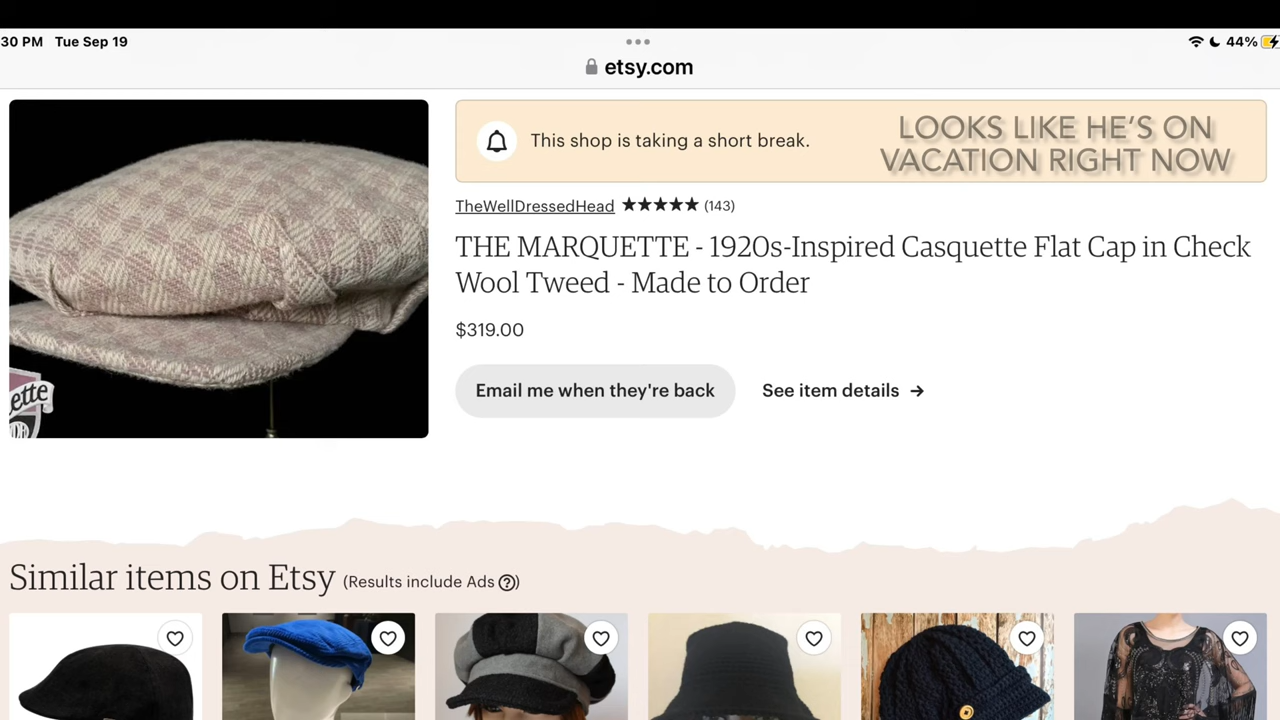 30 PM Tue Sep 19
44%
etsy.com
This shop is taking a short break.
LOOKS LIKE HE'S ON
VACATION RIGHT NOW
TheWellDressedHead ★★★★★ (143)
THE MARQUETTE - 1920s-Inspired Casquette Flat Cap in Check
Wool Tweed - Made to Order
$319.00
Email me when they're back
See item details →
ette
Similar items on Etsy (Results include Ads ?)